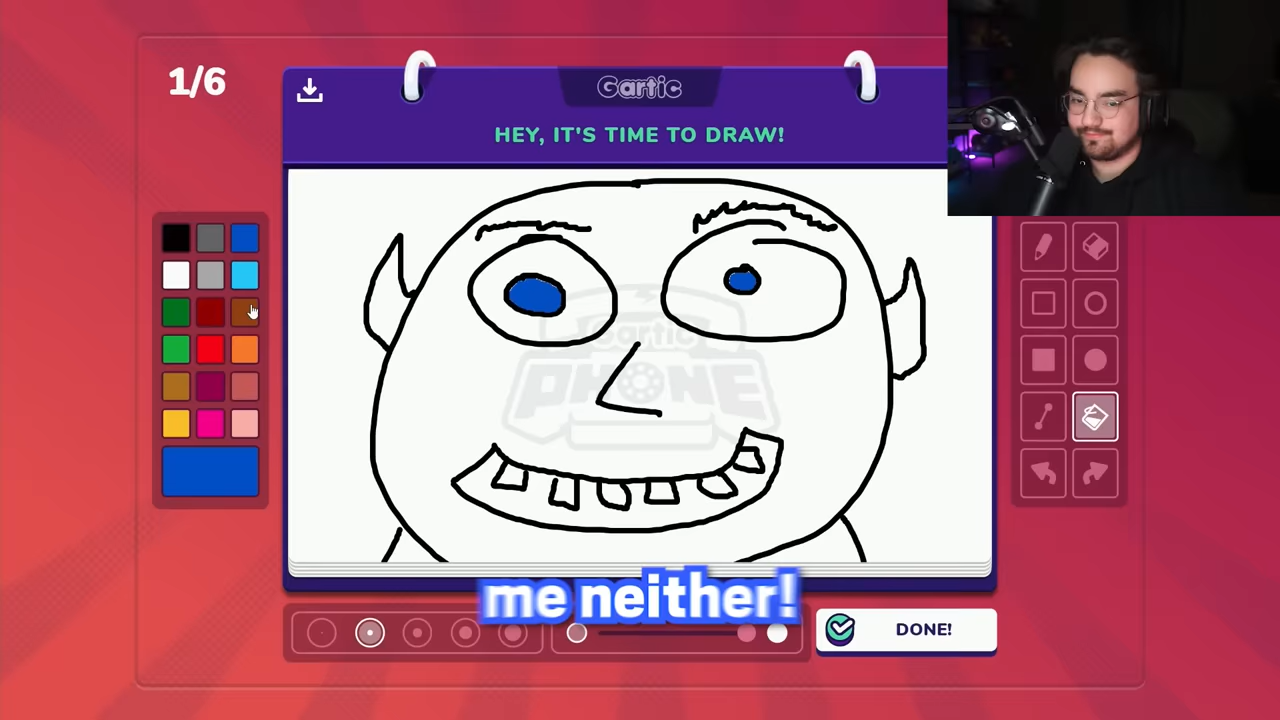 1/6
Gartic
HEY, IT'S TIME TO DRAW!
Gartic
PHONE
me neither!
DONE!